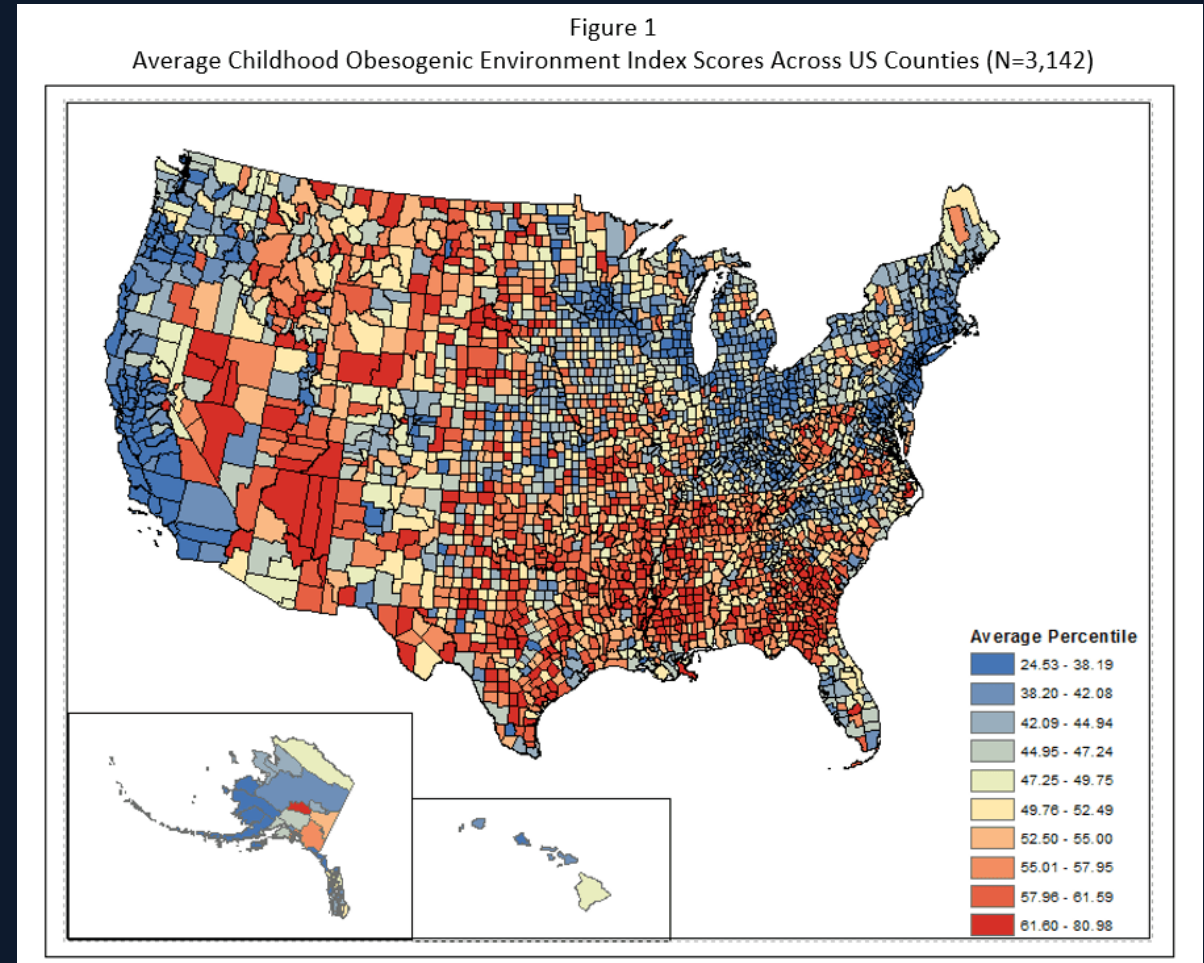 Figure 1
Average Childhood Obesogenic Environment Index Scores Across US Counties (N=3,142)
Average Percentile
24.53 - 38.19
38.20 - 42.08
42.09 - 44.94
44.95 - 47.24
47.25 - 49.75
49.76 - 52.49
52.50 - 55.00
55.01 - 57.95
57.96 - 61.59
61.60 - 80.98